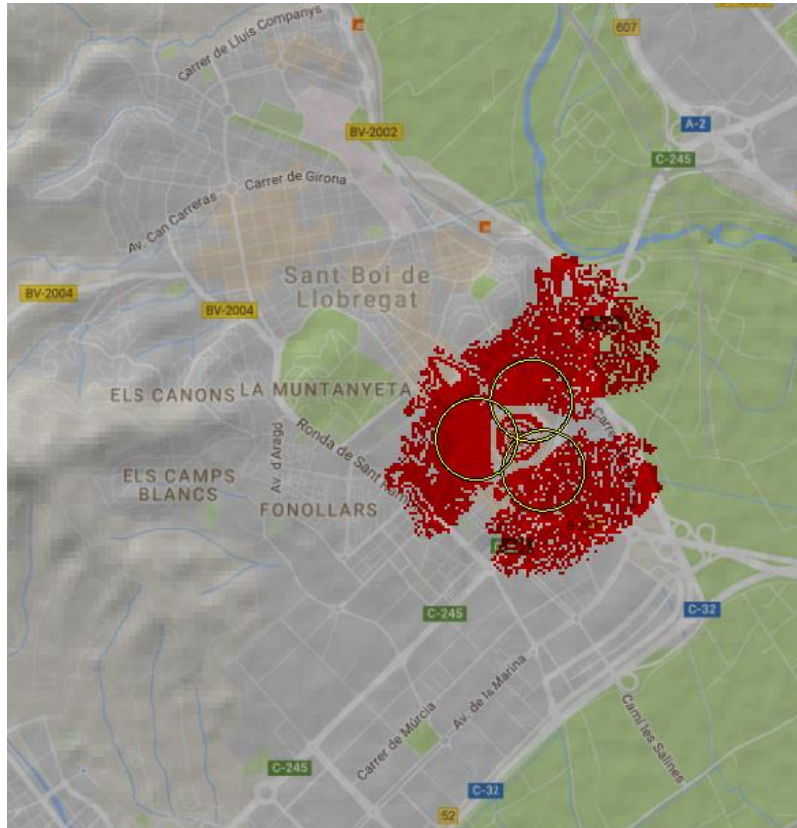 Carrer de Lluís Companys
607
A-2
BV-2002
C-245
Carrer de Girona
Av. Can Carreras
Sant Boi de
Llobregat
BV-2004
BV-2004
ELS CANONS
LA MUNTANYETA
Av. d'Aragó
Ronda de Sant
ELS CAMPS
BLANCS
FONOLLARS
C-245
C-32
Av. de la Marina
Carrer de Múrcia
Camí les Salines
C-245
C-32
52